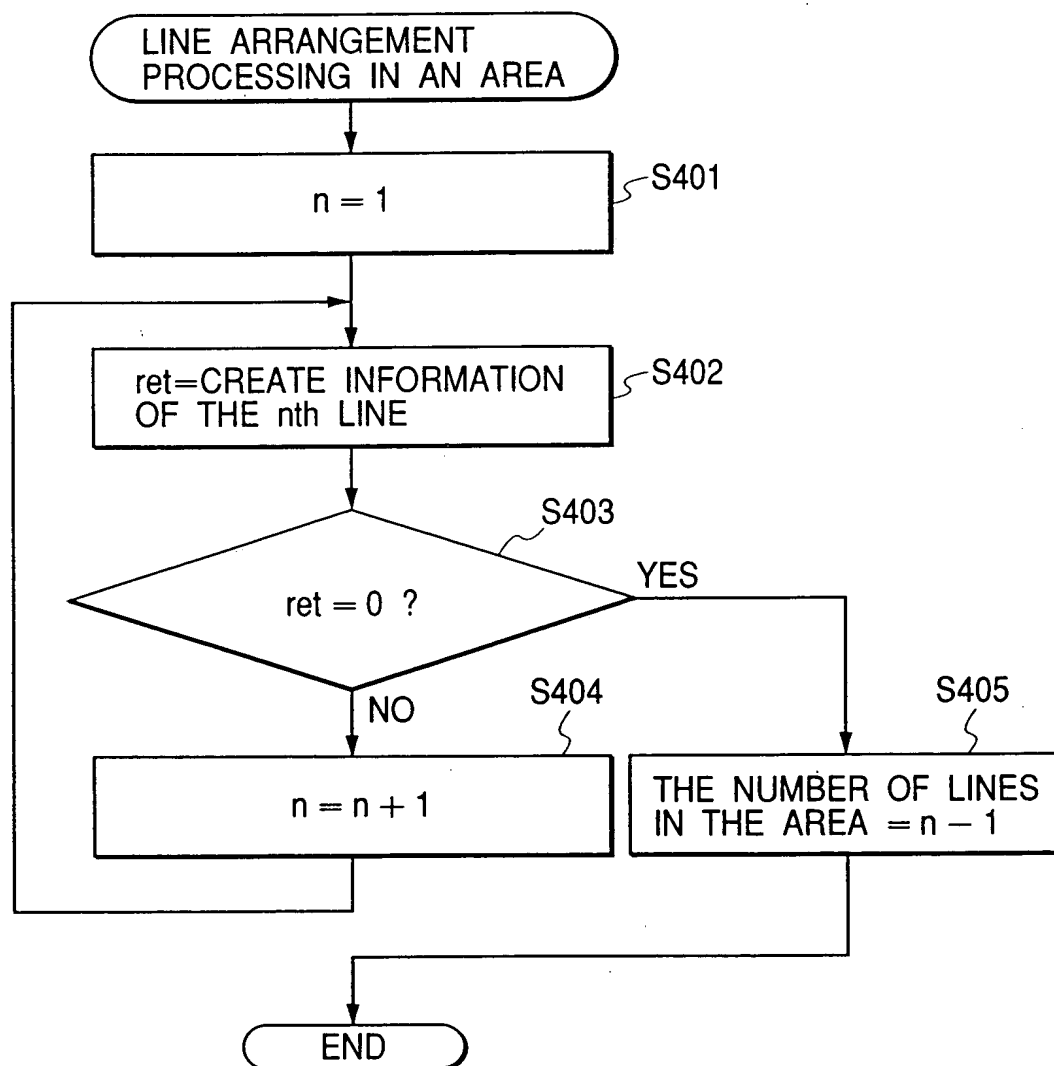 LINE ARRANGEMENT
PROCESSING IN AN AREA
n = 1
S401
ret=CREATE INFORMATION
OF THE nth LINE
S402
S403
ret = 0 ?
YES
NO
S404
n = n + 1
S405
THE NUMBER OF LINES
IN THE AREA = n − 1
END